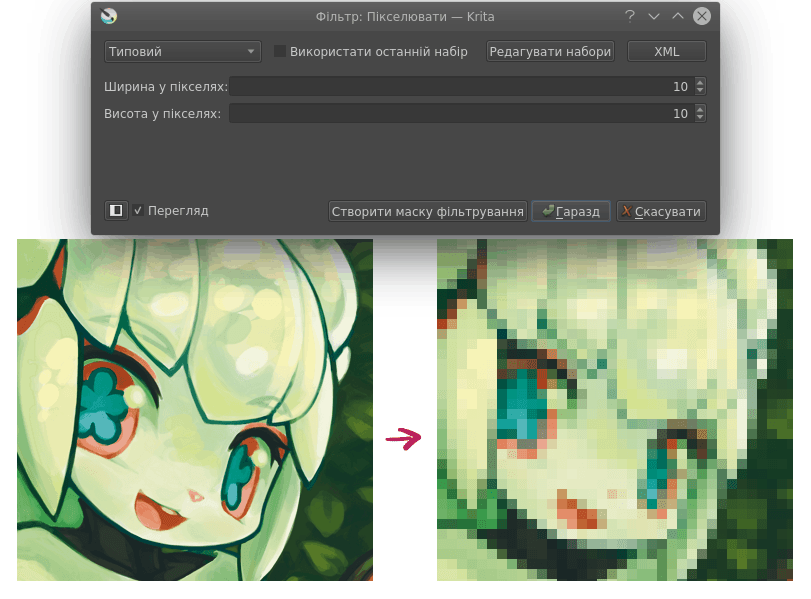 Фільтр: Пікселювати — Krita
Типовий
Використати останній набір
Редагувати набори
XML
Ширина у пікселях:
10
Висота у пікселях:
10
Перегляд
Створити маску фільтрування
Гаразд
Скасувати